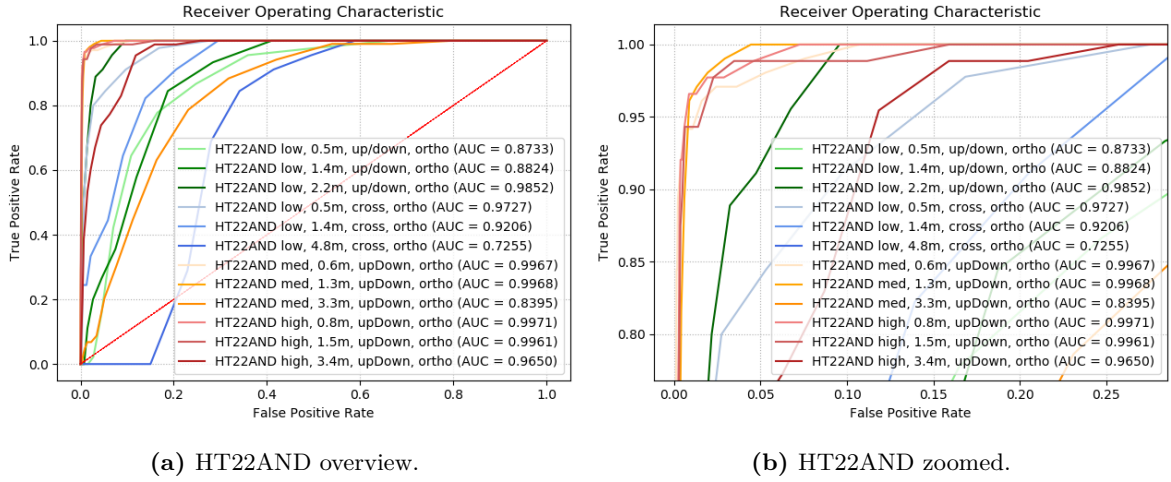 Receiver Operating Characteristic
1.0
0.8
0.6
0.4
0.2
0.0
True Positive Rate
HT22AND low, 0.5m, up/down, ortho (AUC = 0.8733)
HT22AND low, 1.4m, up/down, ortho (AUC = 0.8824)
HT22AND low, 2.2m, up/down, ortho (AUC = 0.9852)
HT22AND low, 0.5m, cross, ortho (AUC = 0.9727)
HT22AND low, 1.4m, cross, ortho (AUC = 0.9206)
HT22AND low, 4.8m, cross, ortho (AUC = 0.7255)
HT22AND med, 0.6m, upDown, ortho (AUC = 0.9967)
HT22AND med, 1.3m, upDown, ortho (AUC = 0.9968)
HT22AND med, 3.3m, upDown, ortho (AUC = 0.8395)
HT22AND high, 0.8m, upDown, ortho (AUC = 0.9971)
HT22AND high, 1.5m, upDown, ortho (AUC = 0.9961)
HT22AND high, 3.4m, upDown, ortho (AUC = 0.9650)
0.0 0.2 0.4 0.6 0.8 1.0
False Positive Rate
(a) HT22AND overview.
Receiver Operating Characteristic
1.00
0.95
0.90
0.85
0.80
True Positive Rate
HT22AND low, 0.5m, up/down, ortho (AUC = 0.8733)
HT22AND low, 1.4m, up/down, ortho (AUC = 0.8824)
HT22AND low, 2.2m, up/down, ortho (AUC = 0.9852)
HT22AND low, 0.5m, cross, ortho (AUC = 0.9727)
HT22AND low, 1.4m, cross, ortho (AUC = 0.9206)
HT22AND low, 4.8m, cross, ortho (AUC = 0.7255)
HT22AND med, 0.6m, upDown, ortho (AUC = 0.9967)
HT22AND med, 1.3m, upDown, ortho (AUC = 0.9968)
HT22AND med, 3.3m, upDown, ortho (AUC = 0.8395)
HT22AND high, 0.8m, upDown, ortho (AUC = 0.9971)
HT22AND high, 1.5m, upDown, ortho (AUC = 0.9961)
HT22AND high, 3.4m, upDown, ortho (AUC = 0.9650)
0.00 0.05 0.10 0.15 0.20 0.25
False Positive Rate
(b) HT22AND zoomed.